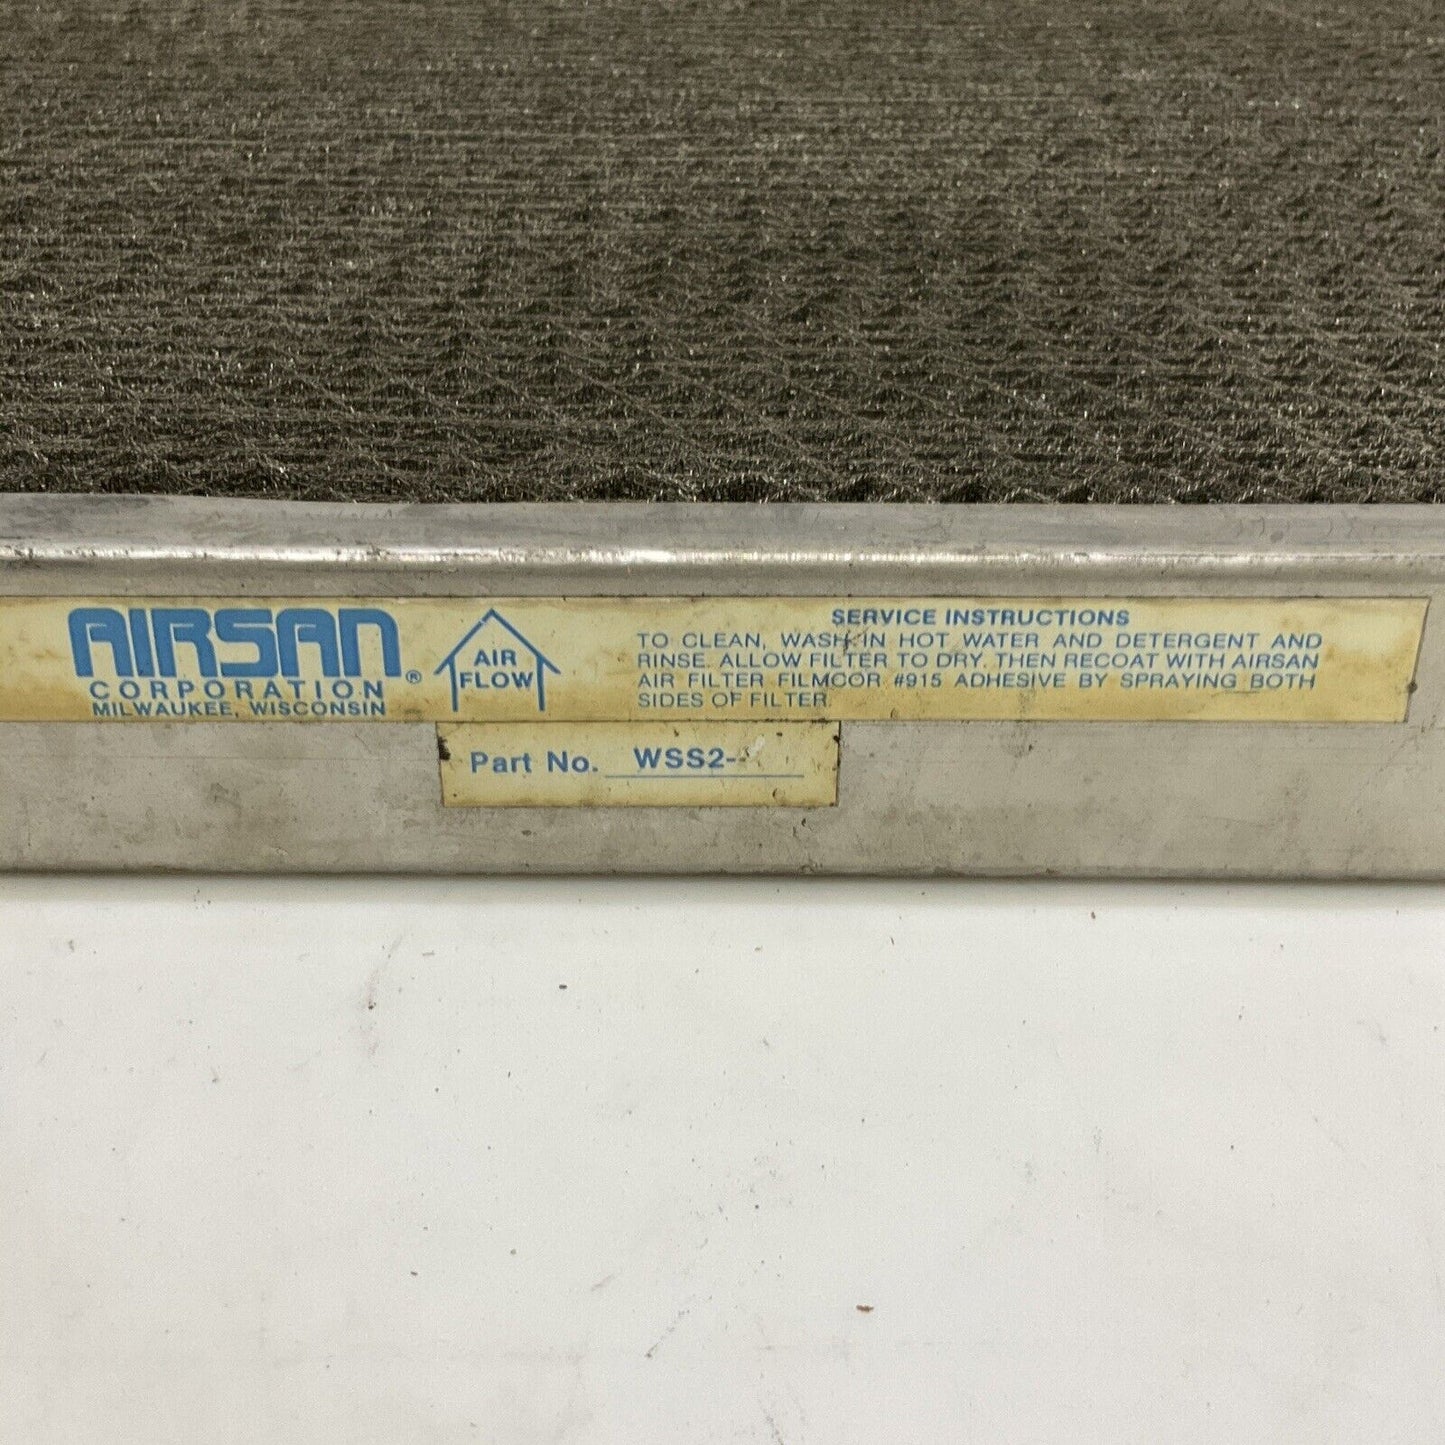 AIRSAN®
CORPORATION
MILWAUKEE, WISCONSIN
AIR
FLOW
SERVICE INSTRUCTIONS
TO CLEAN, WASH IN HOT WATER AND DETERGENT AND
RINSE. ALLOW FILTER TO DRY. THEN RECOAT WITH AIRSAN
AIR FILTER FILMCOR #915 ADHESIVE BY SPRAYING BOTH
SIDES OF FILTER.
Part No. WSS2-